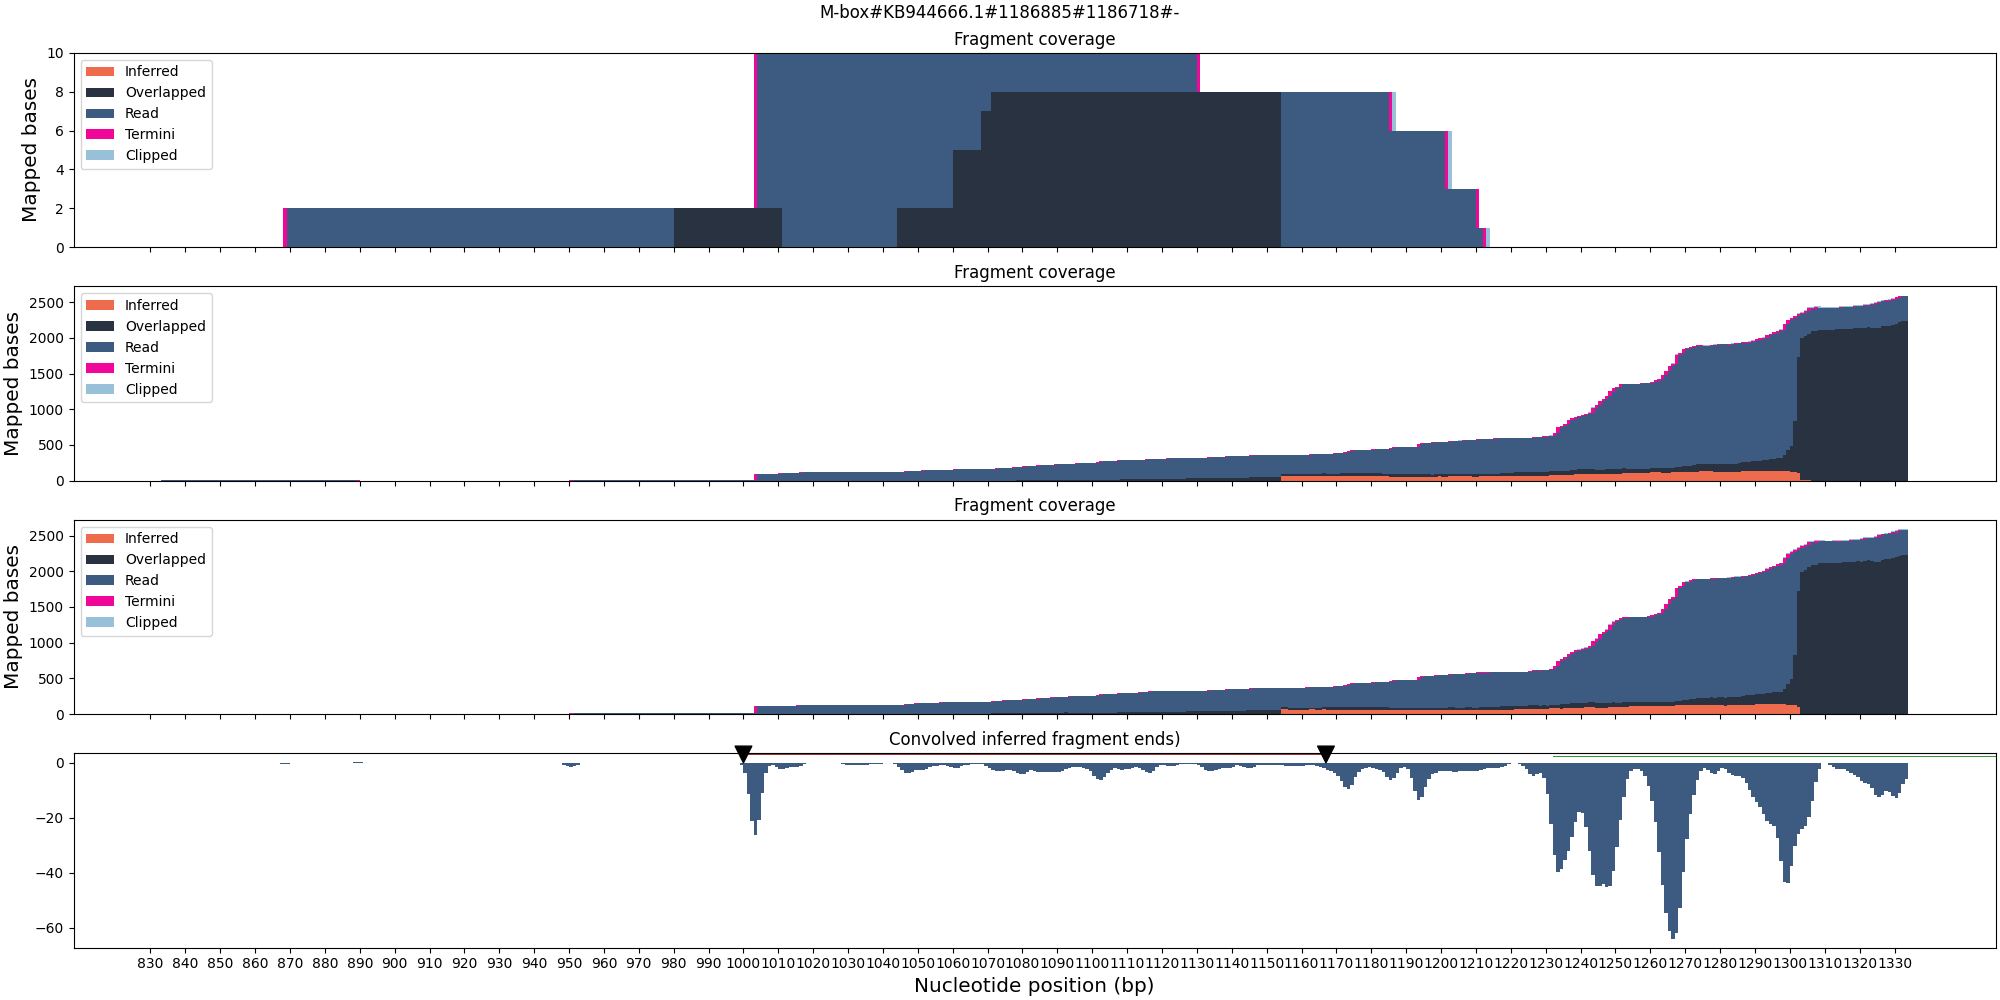 M-box#KB944666.1#1186885#1186718#-
Fragment coverage
Mapped bases
10
8
6
4
2
0
Inferred
Overlapped
Read
Termini
Clipped
Fragment coverage
Mapped bases
2500
2000
1500
1000
500
0
Inferred
Overlapped
Read
Termini
Clipped
Fragment coverage
Mapped bases
2500
2000
1500
1000
500
0
Inferred
Overlapped
Read
Termini
Clipped
Convolved inferred fragment ends)
0
−20
−40
−60
830 840 850 860 870 880 890 900 910 920 930 940 950 960 970 980 990 1000 1010 1020 1030 1040 1050 1060 1070 1080 1090 1100 1110 1120 1130 1140 1150 1160 1170 1180 1190 1200 1210 1220 1230 1240 1250 1260 1270 1280 1290 1300 1310 1320 1330
Nucleotide position (bp)